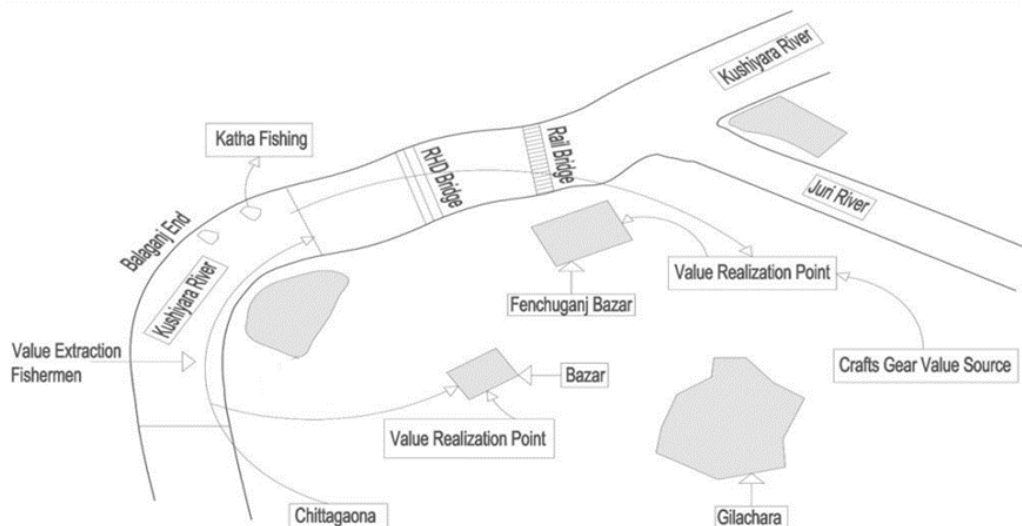 Kushiyara River
Katha Fishing
RHD Bridge
Rail Bridge
Juri River
Balaganj End
Kushiyara River
Value Realization Point
Fenchuganj Bazar
Value Extraction
Fishermen
Bazar
Crafts Gear Value Source
Value Realization Point
Chittagaona
Gilachara